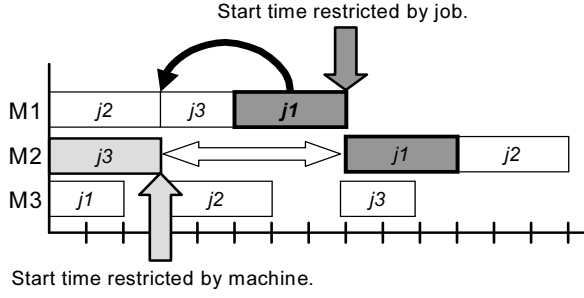 Start time restricted by job.
M1 j2 j3 j1
M2 j3 j1 j2
M3 j1 j2 j3
Start time restricted by machine.